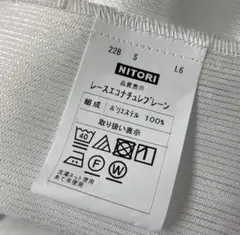 228 S L6
NITORI
品質表示
レースエコナチュレプレーン
組成 ポリエステル 100%
取り扱い表示
40
P W
洗濯ネット使用
あて布使用